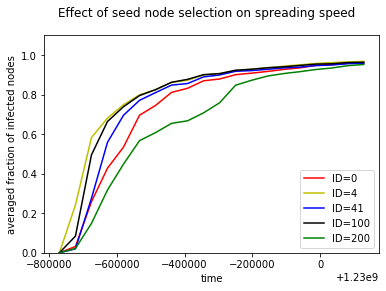 Effect of seed node selection on spreading speed
averaged fraction of infected nodes
1.0
0.8
0.6
0.4
0.2
0.0
ID=0
ID=4
ID=41
ID=100
ID=200
−800000 −600000 −400000 −200000 0
time
+1.23e9